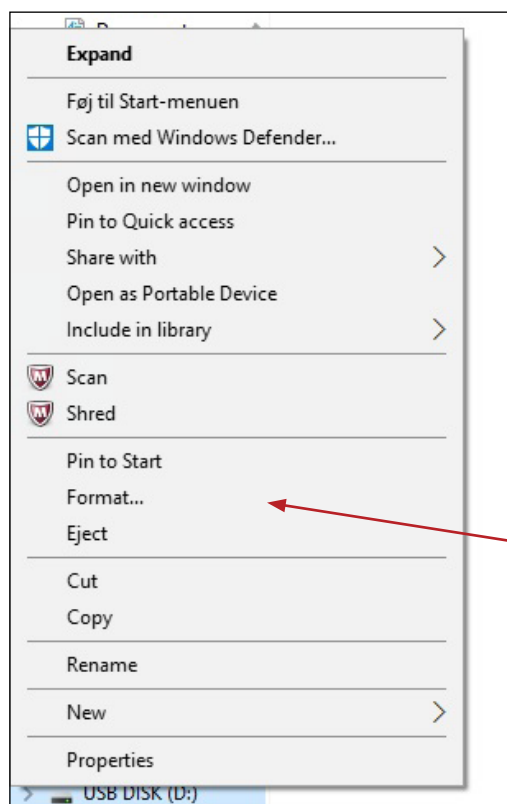 Expand
Føj til Start-menuen
Scan med Windows Defender...
Open in new window
Pin to Quick access
Share with
Open as Portable Device
Include in library
Scan
Shred
Pin to Start
Format...
Eject
Cut
Copy
Rename
New
Properties
USB DISK (D:)